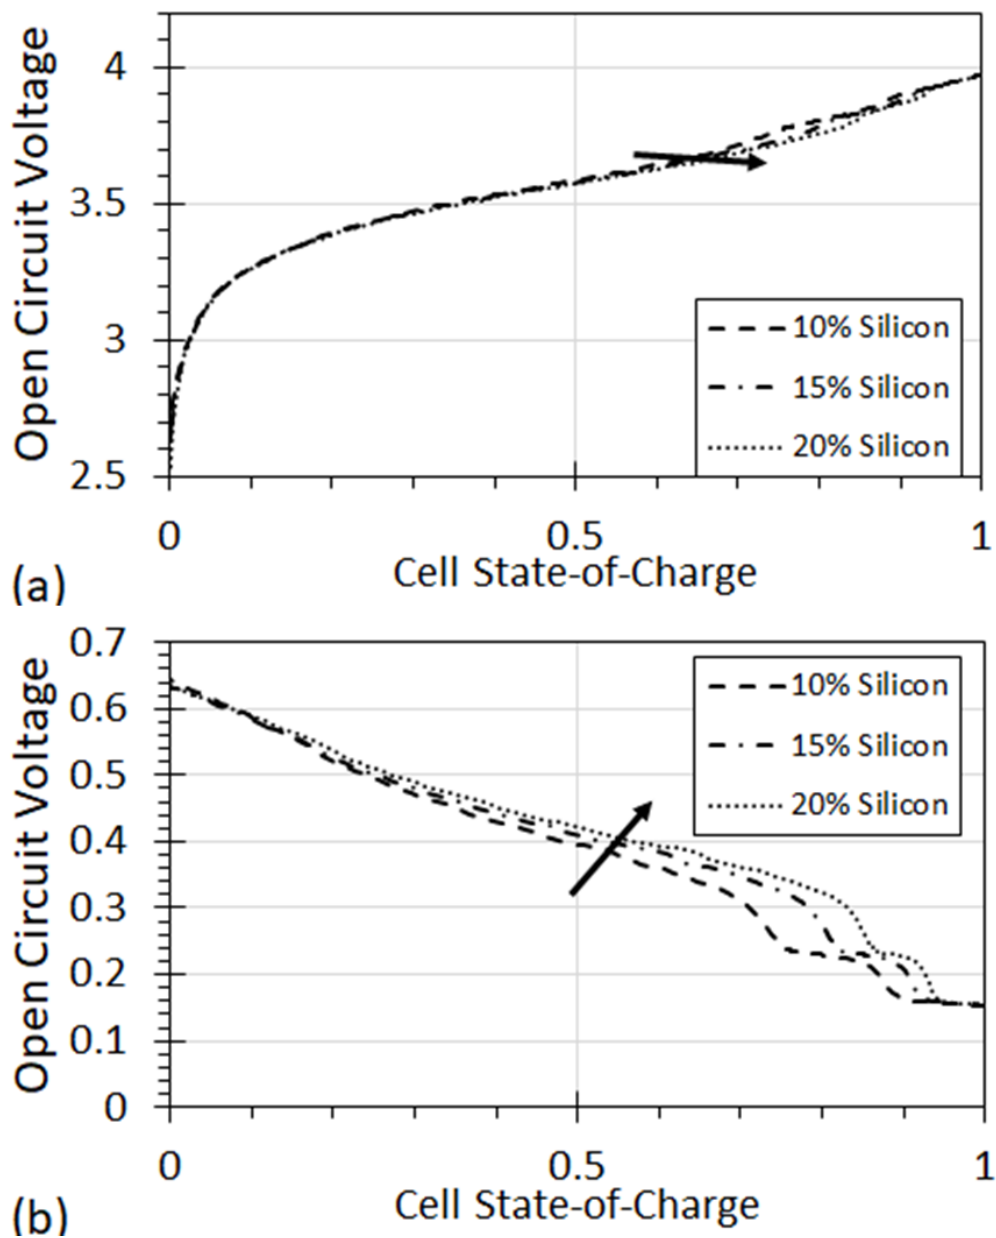 Open Circuit Voltage
4
3.5
3
2.5
10% Silicon
15% Silicon
20% Silicon
0
0.5
1
Cell State-of-Charge
(a)
Open Circuit Voltage
0.7
0.6
0.5
0.4
0.3
0.2
0.1
0
10% Silicon
15% Silicon
20% Silicon
0
0.5
1
Cell State-of-Charge
(b)